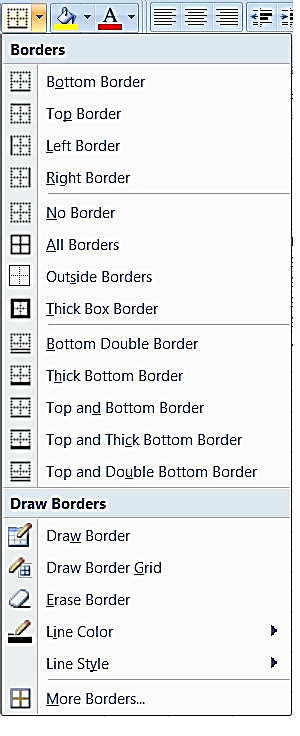 A
Borders
Bottom Border
Top Border
Left Border
Right Border
No Border
All Borders
Outside Borders
Thick Box Border
Bottom Double Border
Thick Bottom Border
Top and Bottom Border
Top and Thick Bottom Border
Top and Double Bottom Border
Draw Borders
Draw Border
Draw Border Grid
Erase Border
Line Color
Line Style
More Borders...